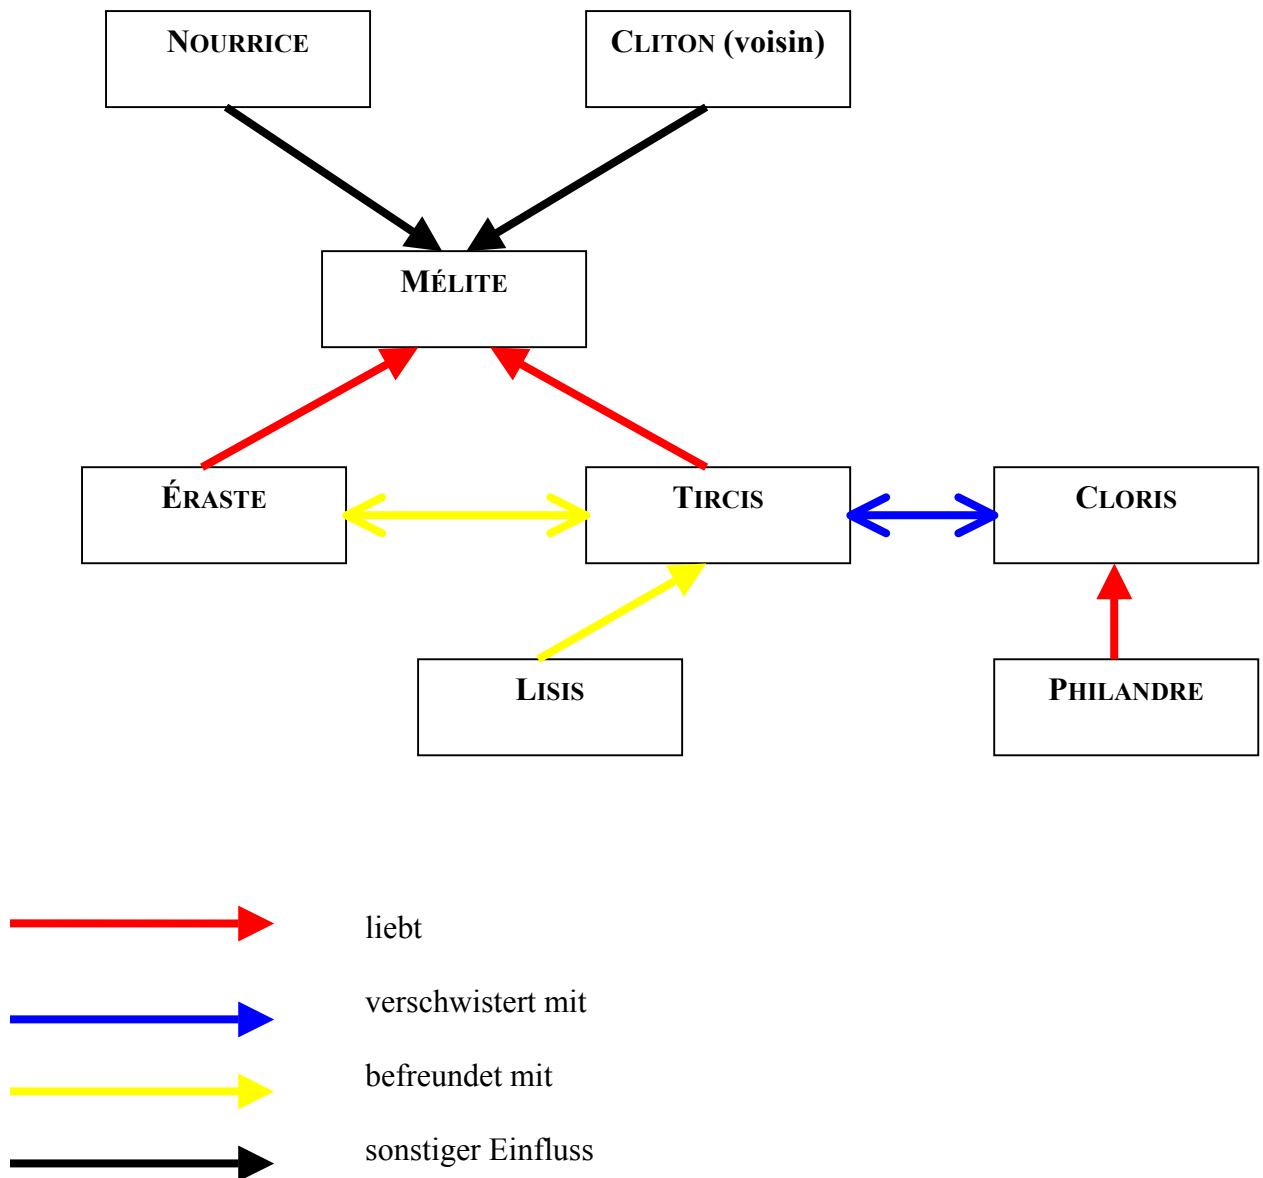 NOURRICE
CLITON (voisin)
MÉLITE
ÉRASTE
TIRCIS
CLORIS
LISIS
PHILANDRE
liebt
verschwistert mit
befreundet mit
sonstiger Einfluss